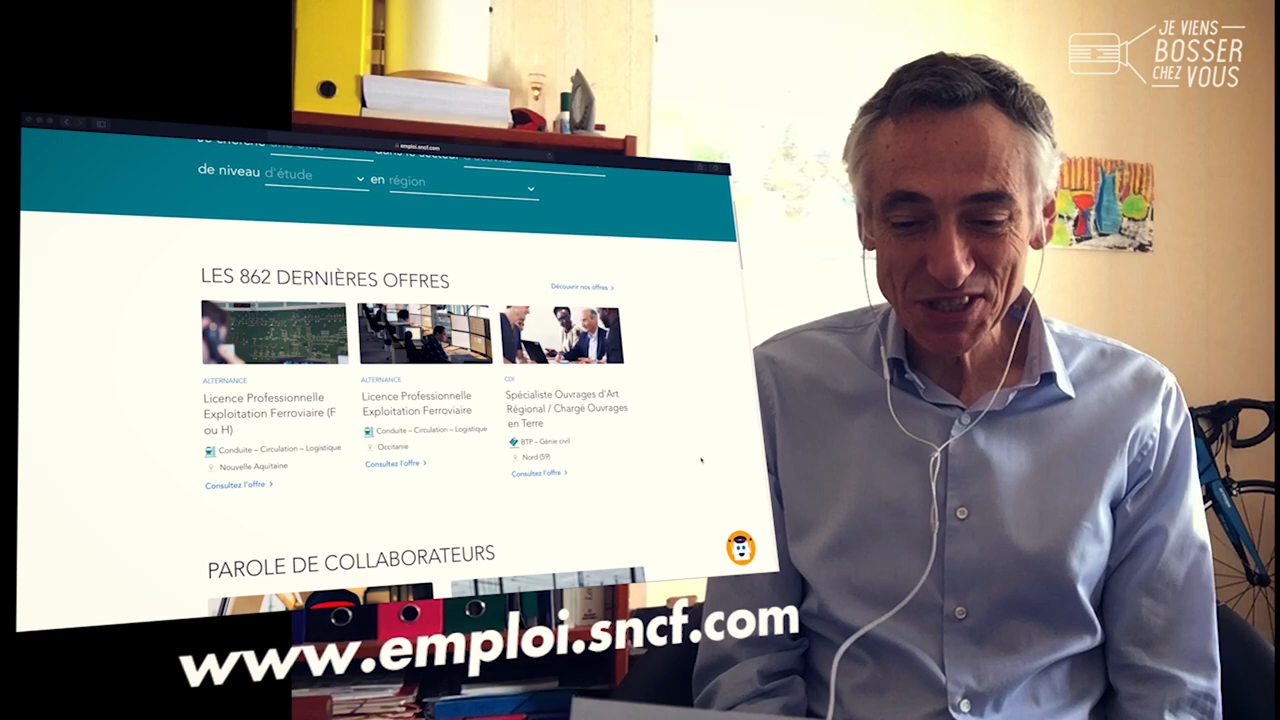 JE VIENS
BOSSER
CHEZ VOUS
emploi.sncf.com
de niveau d'étude en région
LES 862 DERNIÈRES OFFRES
Découvrir nos offres >
ALTERNANCE
Licence Professionnelle
Exploitation Ferroviaire (F
ou H)
Conduite – Circulation – Logistique
Nouvelle Aquitaine
Consultez l'offre >
ALTERNANCE
Licence Professionnelle
Exploitation Ferroviaire
Conduite – Circulation – Logistique
Occitanie
Consultez l'offre >
CDI
Spécialiste Ouvrages d'Art
Régional / Chargé Ouvrages
en Terre
BTP – Génie civil
Nord (59)
Consultez l'offre >
PAROLE DE COLLABORATEURS
www.emploi.sncf.com